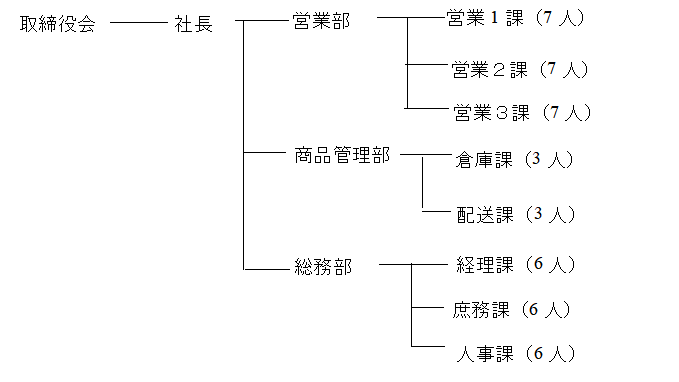 取締役会 社長 営業部 営業1課（7人）
営業２課（7人）
営業３課（7人）
商品管理部 倉庫課（3人）
配送課（3人）
総務部 経理課（6人）
庶務課（6人）
人事課（6人）